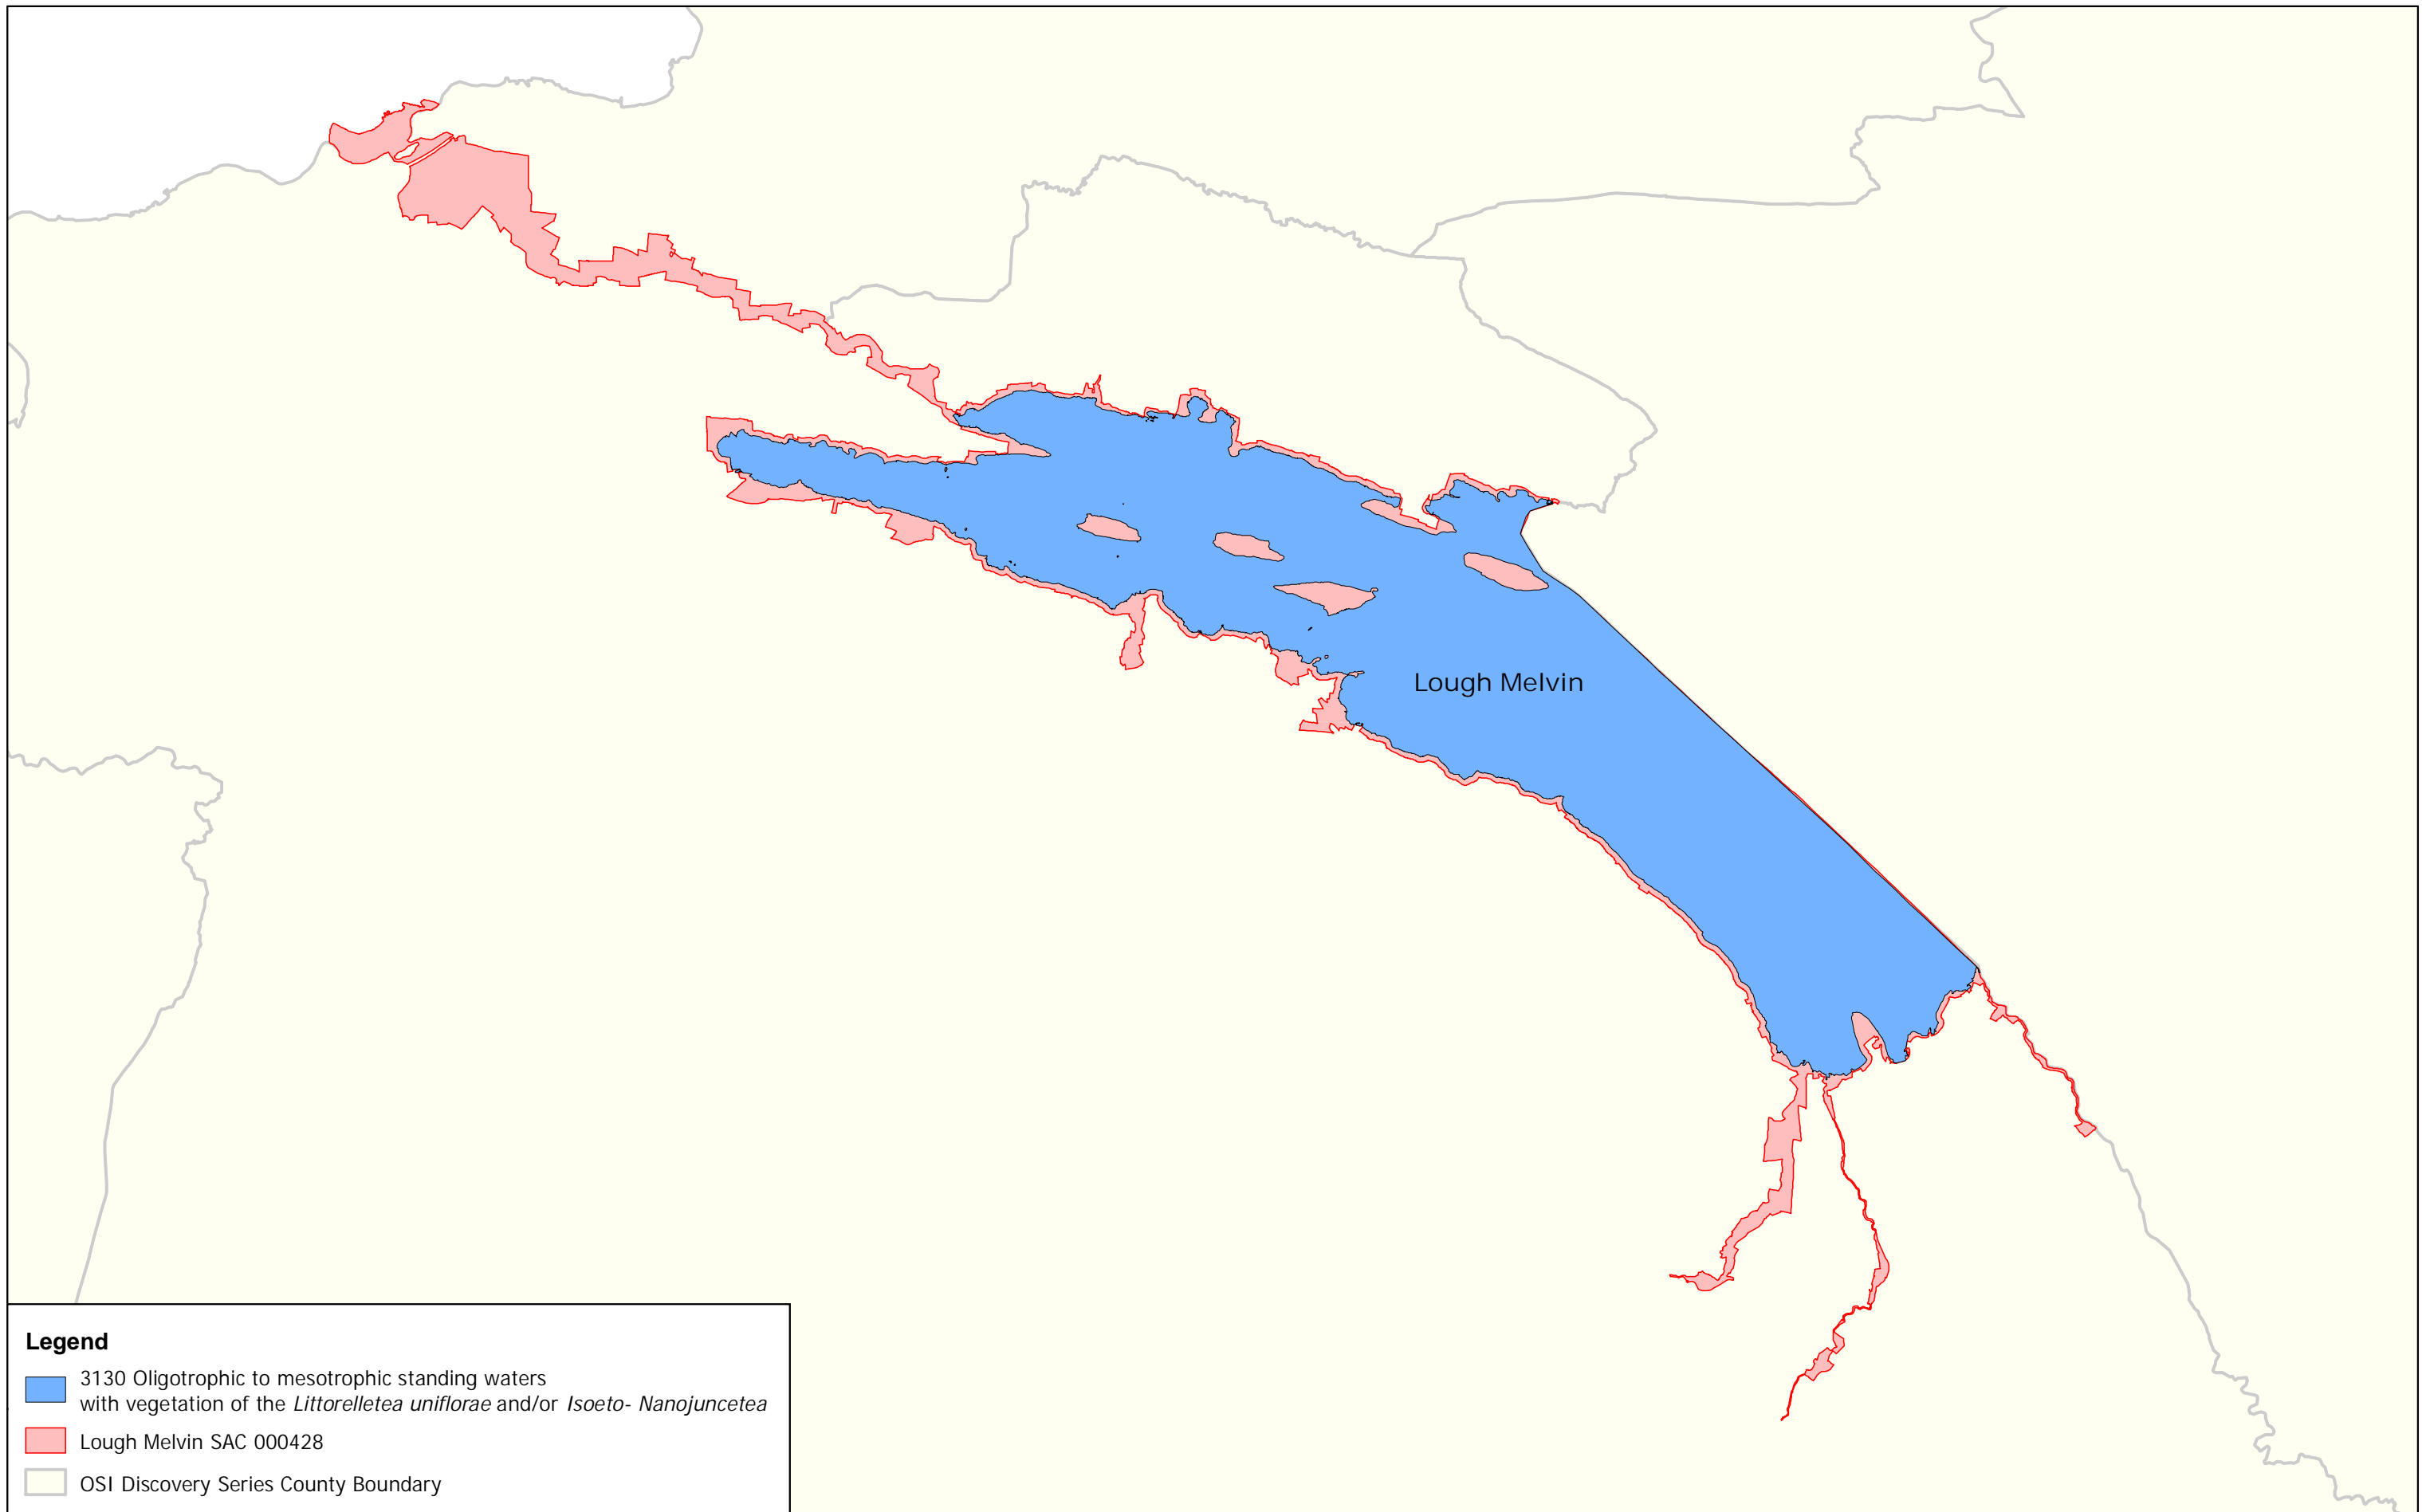 Lough Melvin
Legend
3130 Oligotrophic to mesotrophic standing waters
with vegetation of the Littorelletea uniflorae and/or Isoeto- Nanojuncetea
Lough Melvin SAC 000428
OSI Discovery Series County Boundary